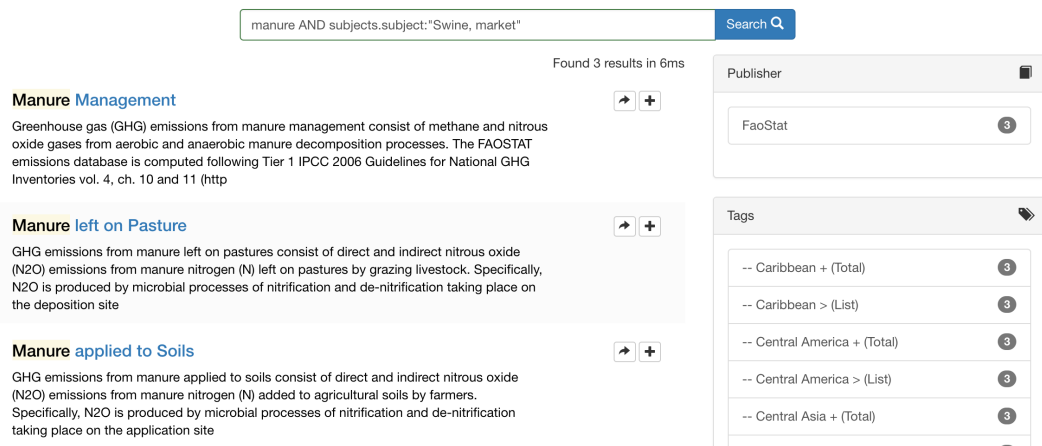 manure AND subjects.subject:"Swine, market"
Search
Found 3 results in 6ms
Manure Management
Greenhouse gas (GHG) emissions from manure management consist of methane and nitrous
oxide gases from aerobic and anaerobic manure decomposition processes. The FAOSTAT
emissions database is computed following Tier 1 IPCC 2006 Guidelines for National GHG
Inventories vol. 4, ch. 10 and 11 (http
Manure left on Pasture
GHG emissions from manure left on pastures consist of direct and indirect nitrous oxide
(N2O) emissions from manure nitrogen (N) left on pastures by grazing livestock. Specifically,
N2O is produced by microbial processes of nitrification and de-nitrification taking place on
the deposition site
Manure applied to Soils
GHG emissions from manure applied to soils consist of direct and indirect nitrous oxide
(N2O) emissions from manure nitrogen (N) added to agricultural soils by farmers.
Specifically, N2O is produced by microbial processes of nitrification and de-nitrification
taking place on the application site
Publisher
FaoStat 3
Tags
-- Caribbean + (Total) 3
-- Caribbean > (List) 3
-- Central America + (Total) 3
-- Central America > (List) 3
-- Central Asia + (Total) 3